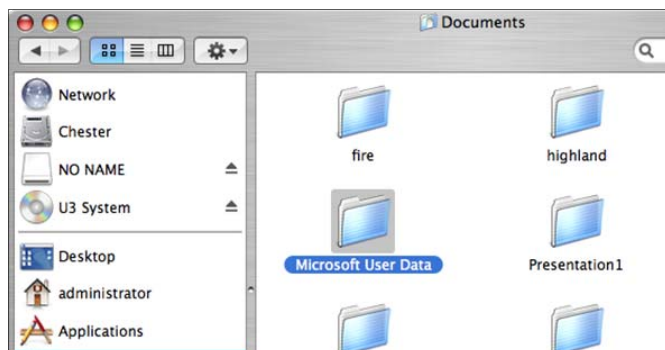 Documents
Network
Chester
NO NAME
U3 System
Desktop
administrator
Applications
fire
highland
Microsoft User Data
Presentation1